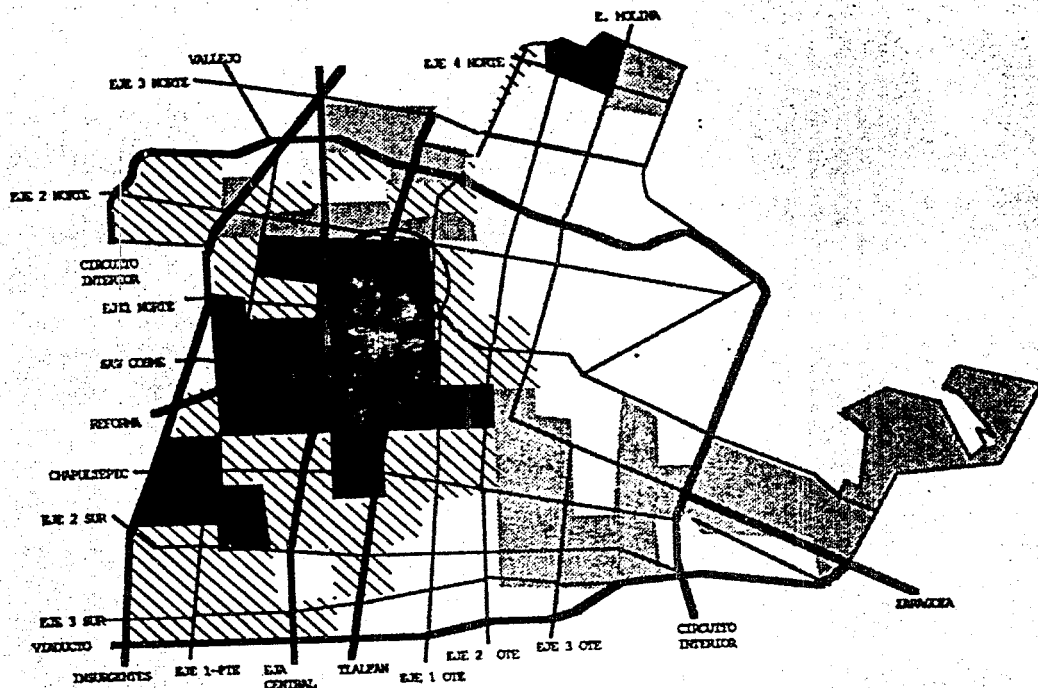 E. MOLINA
VALLEJO
EJE 4 NORTE
EJE 3 NORTE
EJE 2 NORTE
CIRCUITO
INTERIOR
EJE1 NORTE
SAN COSME
REFORMA
CHAPULTEPEC
EJE 2 SUR
EJE 3 SUR
VIADUCTO
INSURGENTES
EJE 1-PTE
EJA
CENTRAL
TLALPAN
EJE 1 OTE
EJE 2 OTE
EJE 3 OTE
CIRCUITO
INTERIOR
ZARAGOZA